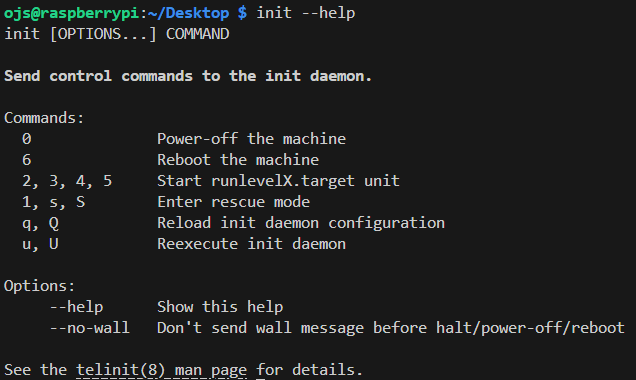 ojs@raspberrypi:~/Desktop $ init --help
init [OPTIONS...] COMMAND

Send control commands to the init daemon.

Commands:
  0              Power-off the machine
  6              Reboot the machine
  2, 3, 4, 5     Start runlevelX.target unit
  1, s, S        Enter rescue mode
  q, Q           Reload init daemon configuration
  u, U           Reexecute init daemon

Options:
     --help      Show this help
     --no-wall   Don't send wall message before halt/power-off/reboot

See the telinit(8) man page for details.